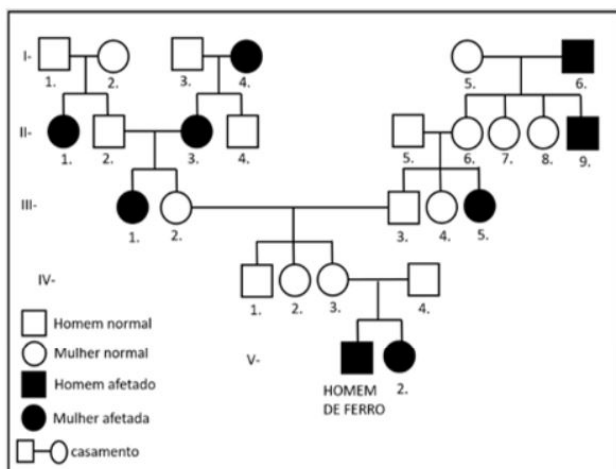 I-
1.
2.
3.
4.
5.
6.
II-
1.
2.
3.
4.
5.
6.
7.
8.
9.
III-
1.
2.
3.
4.
5.
IV-
1.
2.
3.
4.
V-
HOMEM
DE FERRO
2.
Homem normal
Mulher normal
Homem afetado
Mulher afetada
casamento